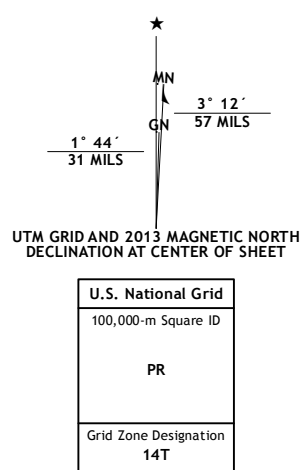 ★
MN
3° 12´
57 MILS
GN
1° 44´
31 MILS
UTM GRID AND 2013 MAGNETIC NORTH
DECLINATION AT CENTER OF SHEET
U.S. National Grid
100,000-m Square ID
PR
Grid Zone Designation
14T